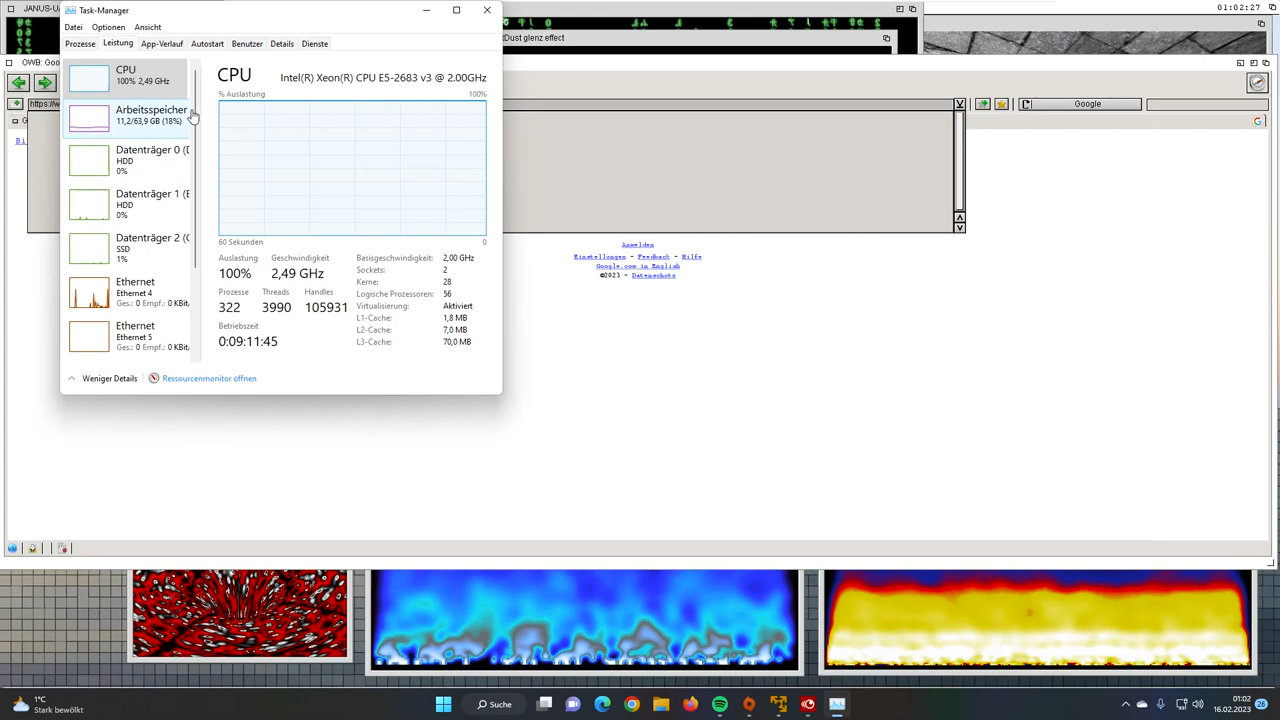 JANUS-U
01:02:27
Dust glenz effect
OWB: Goo
https://w
Google
G
Bi
Anmelden
Einstellungen - Feedback - Hilfe
Google.com in English
©2023 - Datenschutz
Task-Manager
Datei Optionen Ansicht
Prozesse Leistung App-Verlauf Autostart Benutzer Details Dienste
CPU
100% 2,49 GHz
Arbeitsspeicher
11,2/63,9 GB (18%)
Datenträger 0 (D
HDD
0%
Datenträger 1 (E
HDD
0%
Datenträger 2 (C
SSD
1%
Ethernet
Ethernet 4
Ges.: 0 Empf.: 0 KBit/
Ethernet
Ethernet 5
Ges.: 0 Empf.: 0 KBit/
CPU
Intel(R) Xeon(R) CPU E5-2683 v3 @ 2.00GHz
% Auslastung 100%
60 Sekunden 0
Auslastung Geschwindigkeit
100% 2,49 GHz
Prozesse Threads Handles
322 3990 105931
Betriebszeit
0:09:11:45
Basisgeschwindigkeit: 2,00 GHz
Sockets: 2
Kerne: 28
Logische Prozessoren: 56
Virtualisierung: Aktiviert
L1-Cache: 1,8 MB
L2-Cache: 7,0 MB
L3-Cache: 70,0 MB
Weniger Details
Ressourcenmonitor öffnen
1°C
Stark bewölkt
Suche
01:02
16.02.2023